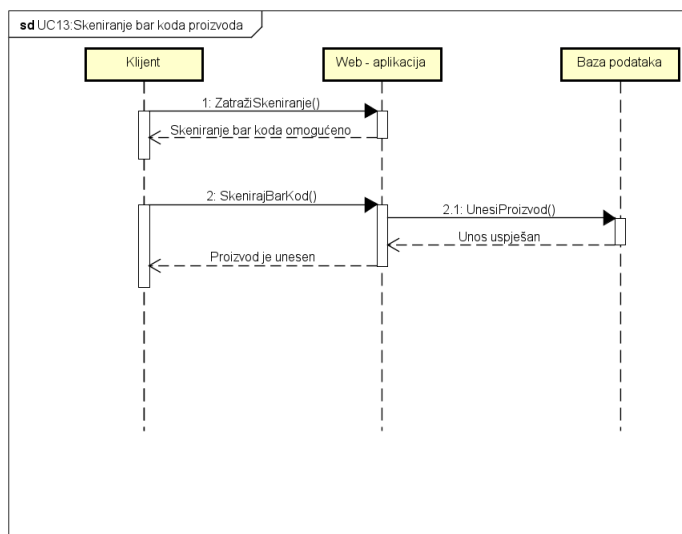 sd UC13:Skeniranje bar koda proizvoda
Klijent
Web - aplikacija
Baza podataka
1: ZatražiSkeniranje()
Skeniranje bar koda omogućeno
2: SkenirajBarKod()
2.1: UnesiProizvod()
Unos uspješan
Proizvod je unesen